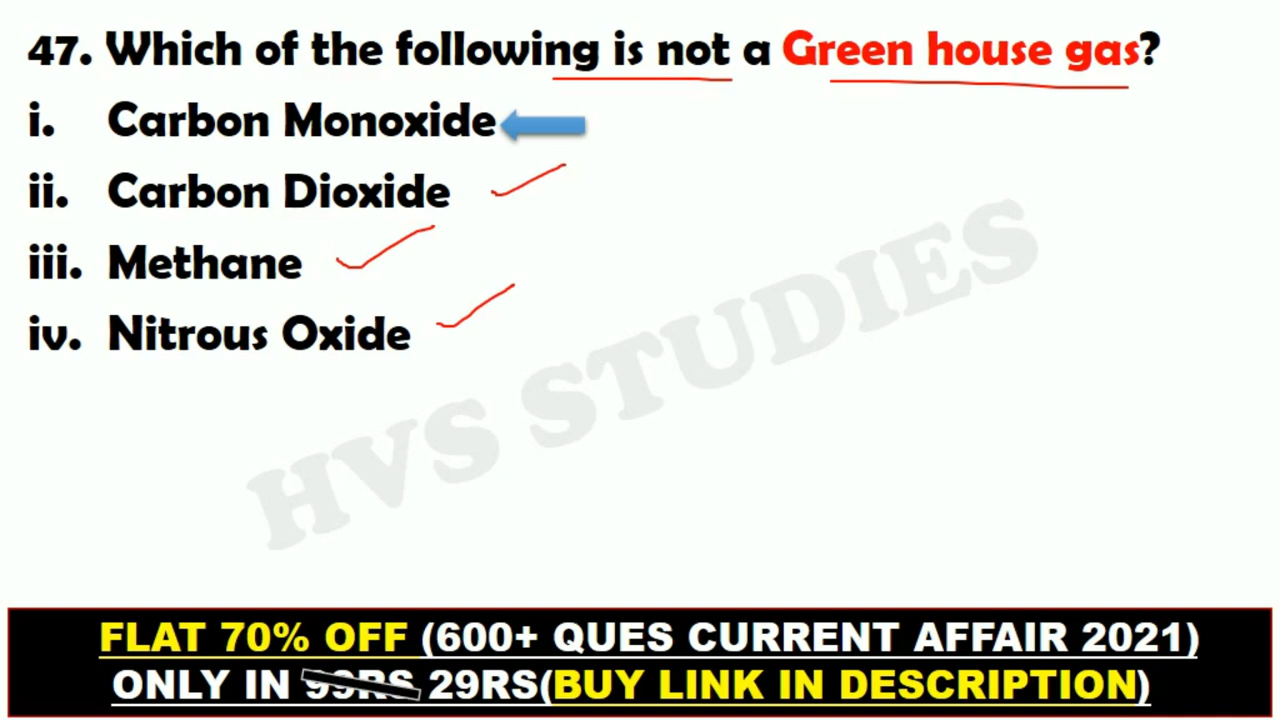 47. Which of the following is not a Green house gas?
i. Carbon Monoxide
ii. Carbon Dioxide
iii. Methane
iv. Nitrous Oxide
HVS STUDIES
FLAT 70% OFF (600+ QUES CURRENT AFFAIR 2021)
ONLY IN 99RS 29RS(BUY LINK IN DESCRIPTION)